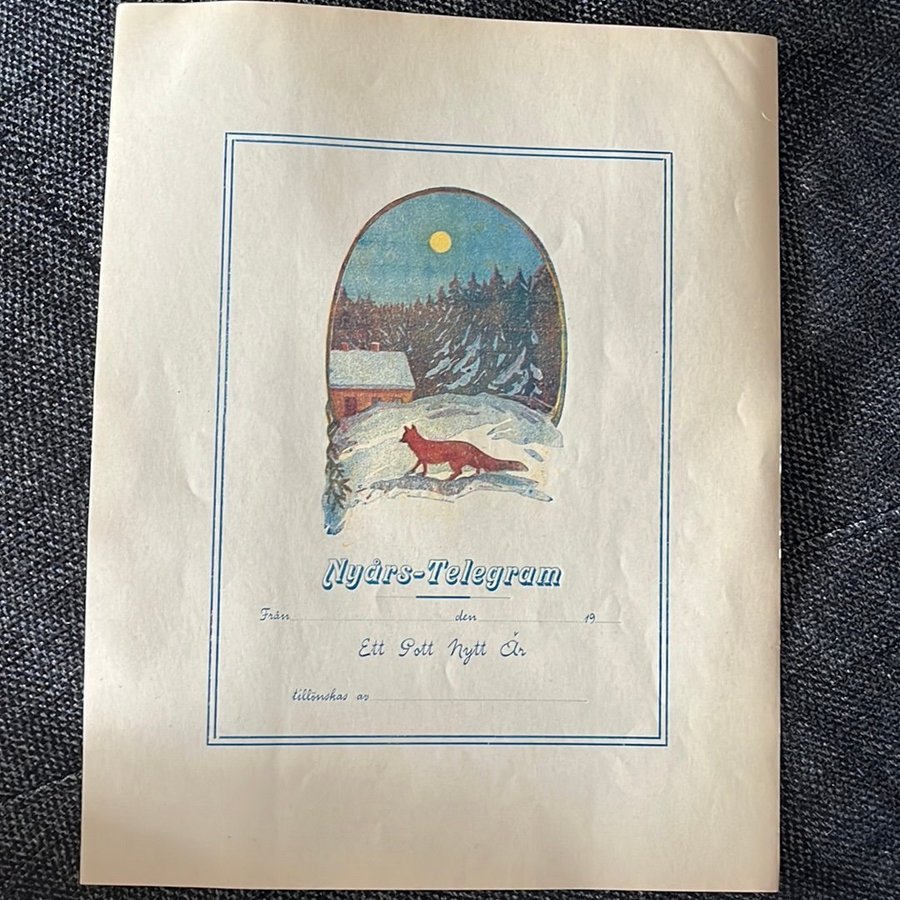 Nyårs-Telegram
Från den 19
Ett Gott Nytt År
tillönskas av